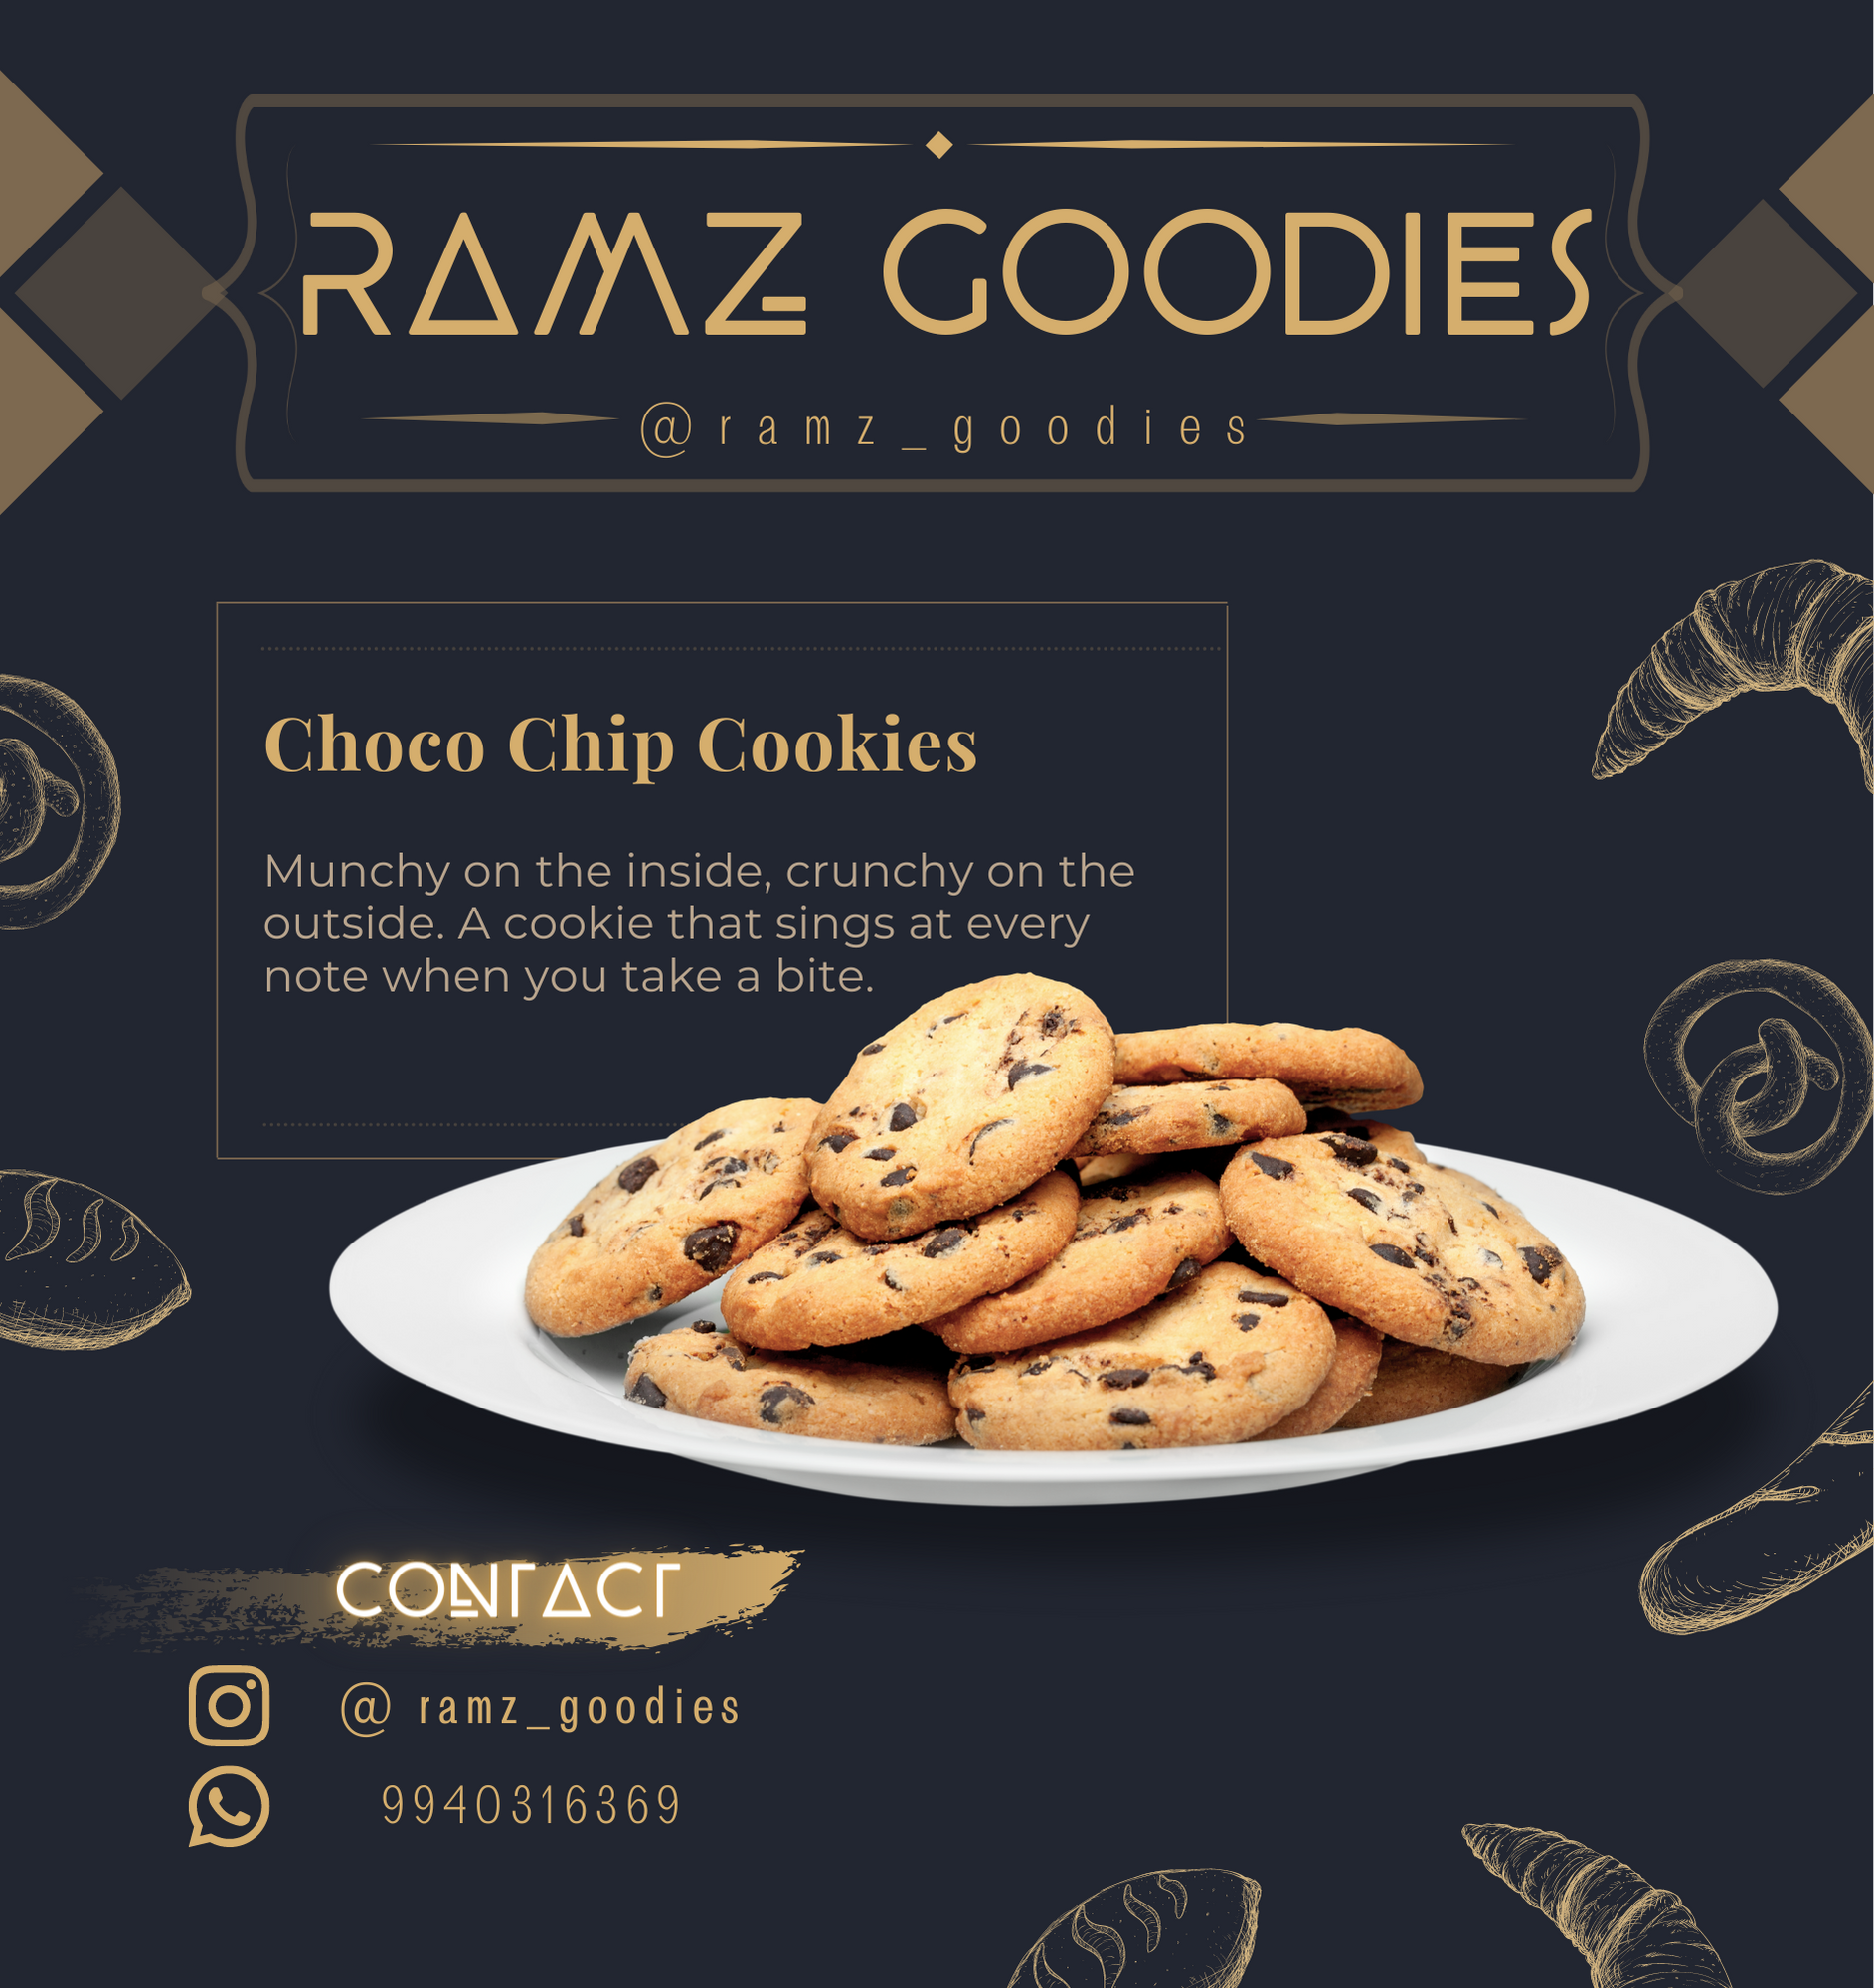 RAMZ GOODIES
@ramz_goodies
Choco Chip Cookies
Munchy on the inside, crunchy on the
outside. A cookie that sings at every
note when you take a bite.
CONTACT
@ ramz_goodies
9940316369